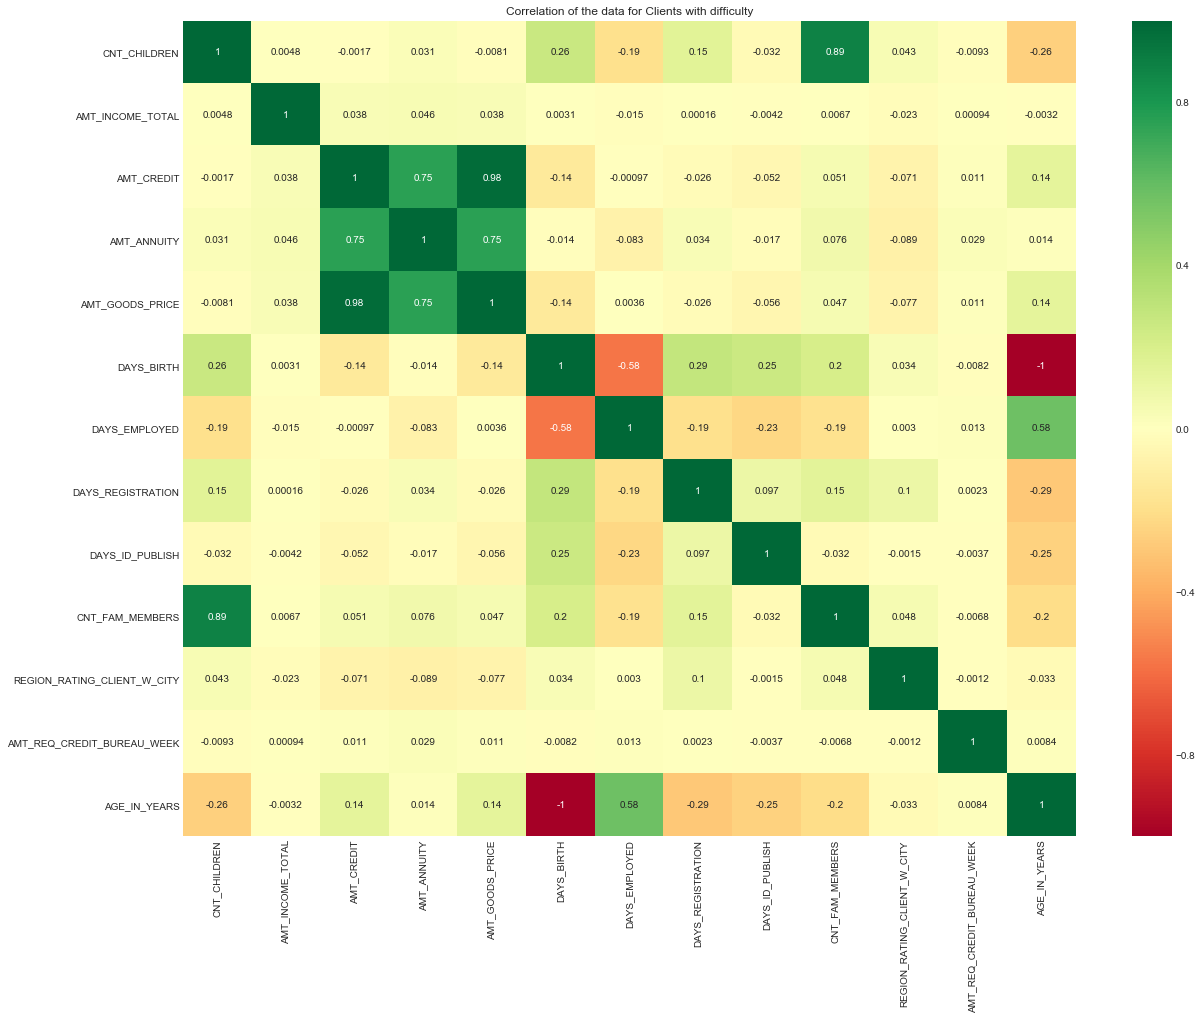 Correlation of the data for Clients with difficulty
CNT_CHILDREN 1 0.0048 -0.0017 0.031 -0.0081 0.26 -0.19 0.15 -0.032 0.89 0.043 -0.0093 -0.26
AMT_INCOME_TOTAL 0.0048 1 0.038 0.046 0.038 0.0031 -0.015 0.00016 -0.0042 0.0067 -0.023 0.00094 -0.0032
AMT_CREDIT -0.0017 0.038 1 0.75 0.98 -0.14 -0.00097 -0.026 -0.052 0.051 -0.071 0.011 0.14
AMT_ANNUITY 0.031 0.046 0.75 1 0.75 -0.014 -0.083 0.034 -0.017 0.076 -0.089 0.029 0.014
AMT_GOODS_PRICE -0.0081 0.038 0.98 0.75 1 -0.14 0.0036 -0.026 -0.056 0.047 -0.077 0.011 0.14
DAYS_BIRTH 0.26 0.0031 -0.14 -0.014 -0.14 1 -0.58 0.29 0.25 0.2 0.034 -0.0082 -1
DAYS_EMPLOYED -0.19 -0.015 -0.00097 -0.083 0.0036 -0.58 1 -0.19 -0.23 -0.19 0.003 0.013 0.58
DAYS_REGISTRATION 0.15 0.00016 -0.026 0.034 -0.026 0.29 -0.19 1 0.097 0.15 0.1 0.0023 -0.29
DAYS_ID_PUBLISH -0.032 -0.0042 -0.052 -0.017 -0.056 0.25 -0.23 0.097 1 -0.032 -0.0015 -0.0037 -0.25
CNT_FAM_MEMBERS 0.89 0.0067 0.051 0.076 0.047 0.2 -0.19 0.15 -0.032 1 0.048 -0.0068 -0.2
REGION_RATING_CLIENT_W_CITY 0.043 -0.023 -0.071 -0.089 -0.077 0.034 0.003 0.1 -0.0015 0.048 1 -0.0012 -0.033
AMT_REQ_CREDIT_BUREAU_WEEK -0.0093 0.00094 0.011 0.029 0.011 -0.0082 0.013 0.0023 -0.0037 -0.0068 -0.0012 1 0.0084
AGE_IN_YEARS -0.26 -0.0032 0.14 0.014 0.14 -1 0.58 -0.29 -0.25 -0.2 -0.033 0.0084 1
CNT_CHILDREN
AMT_INCOME_TOTAL
AMT_CREDIT
AMT_ANNUITY
AMT_GOODS_PRICE
DAYS_BIRTH
DAYS_EMPLOYED
DAYS_REGISTRATION
DAYS_ID_PUBLISH
CNT_FAM_MEMBERS
REGION_RATING_CLIENT_W_CITY
AMT_REQ_CREDIT_BUREAU_WEEK
AGE_IN_YEARS
0.8
0.4
0.0
−0.4
−0.8